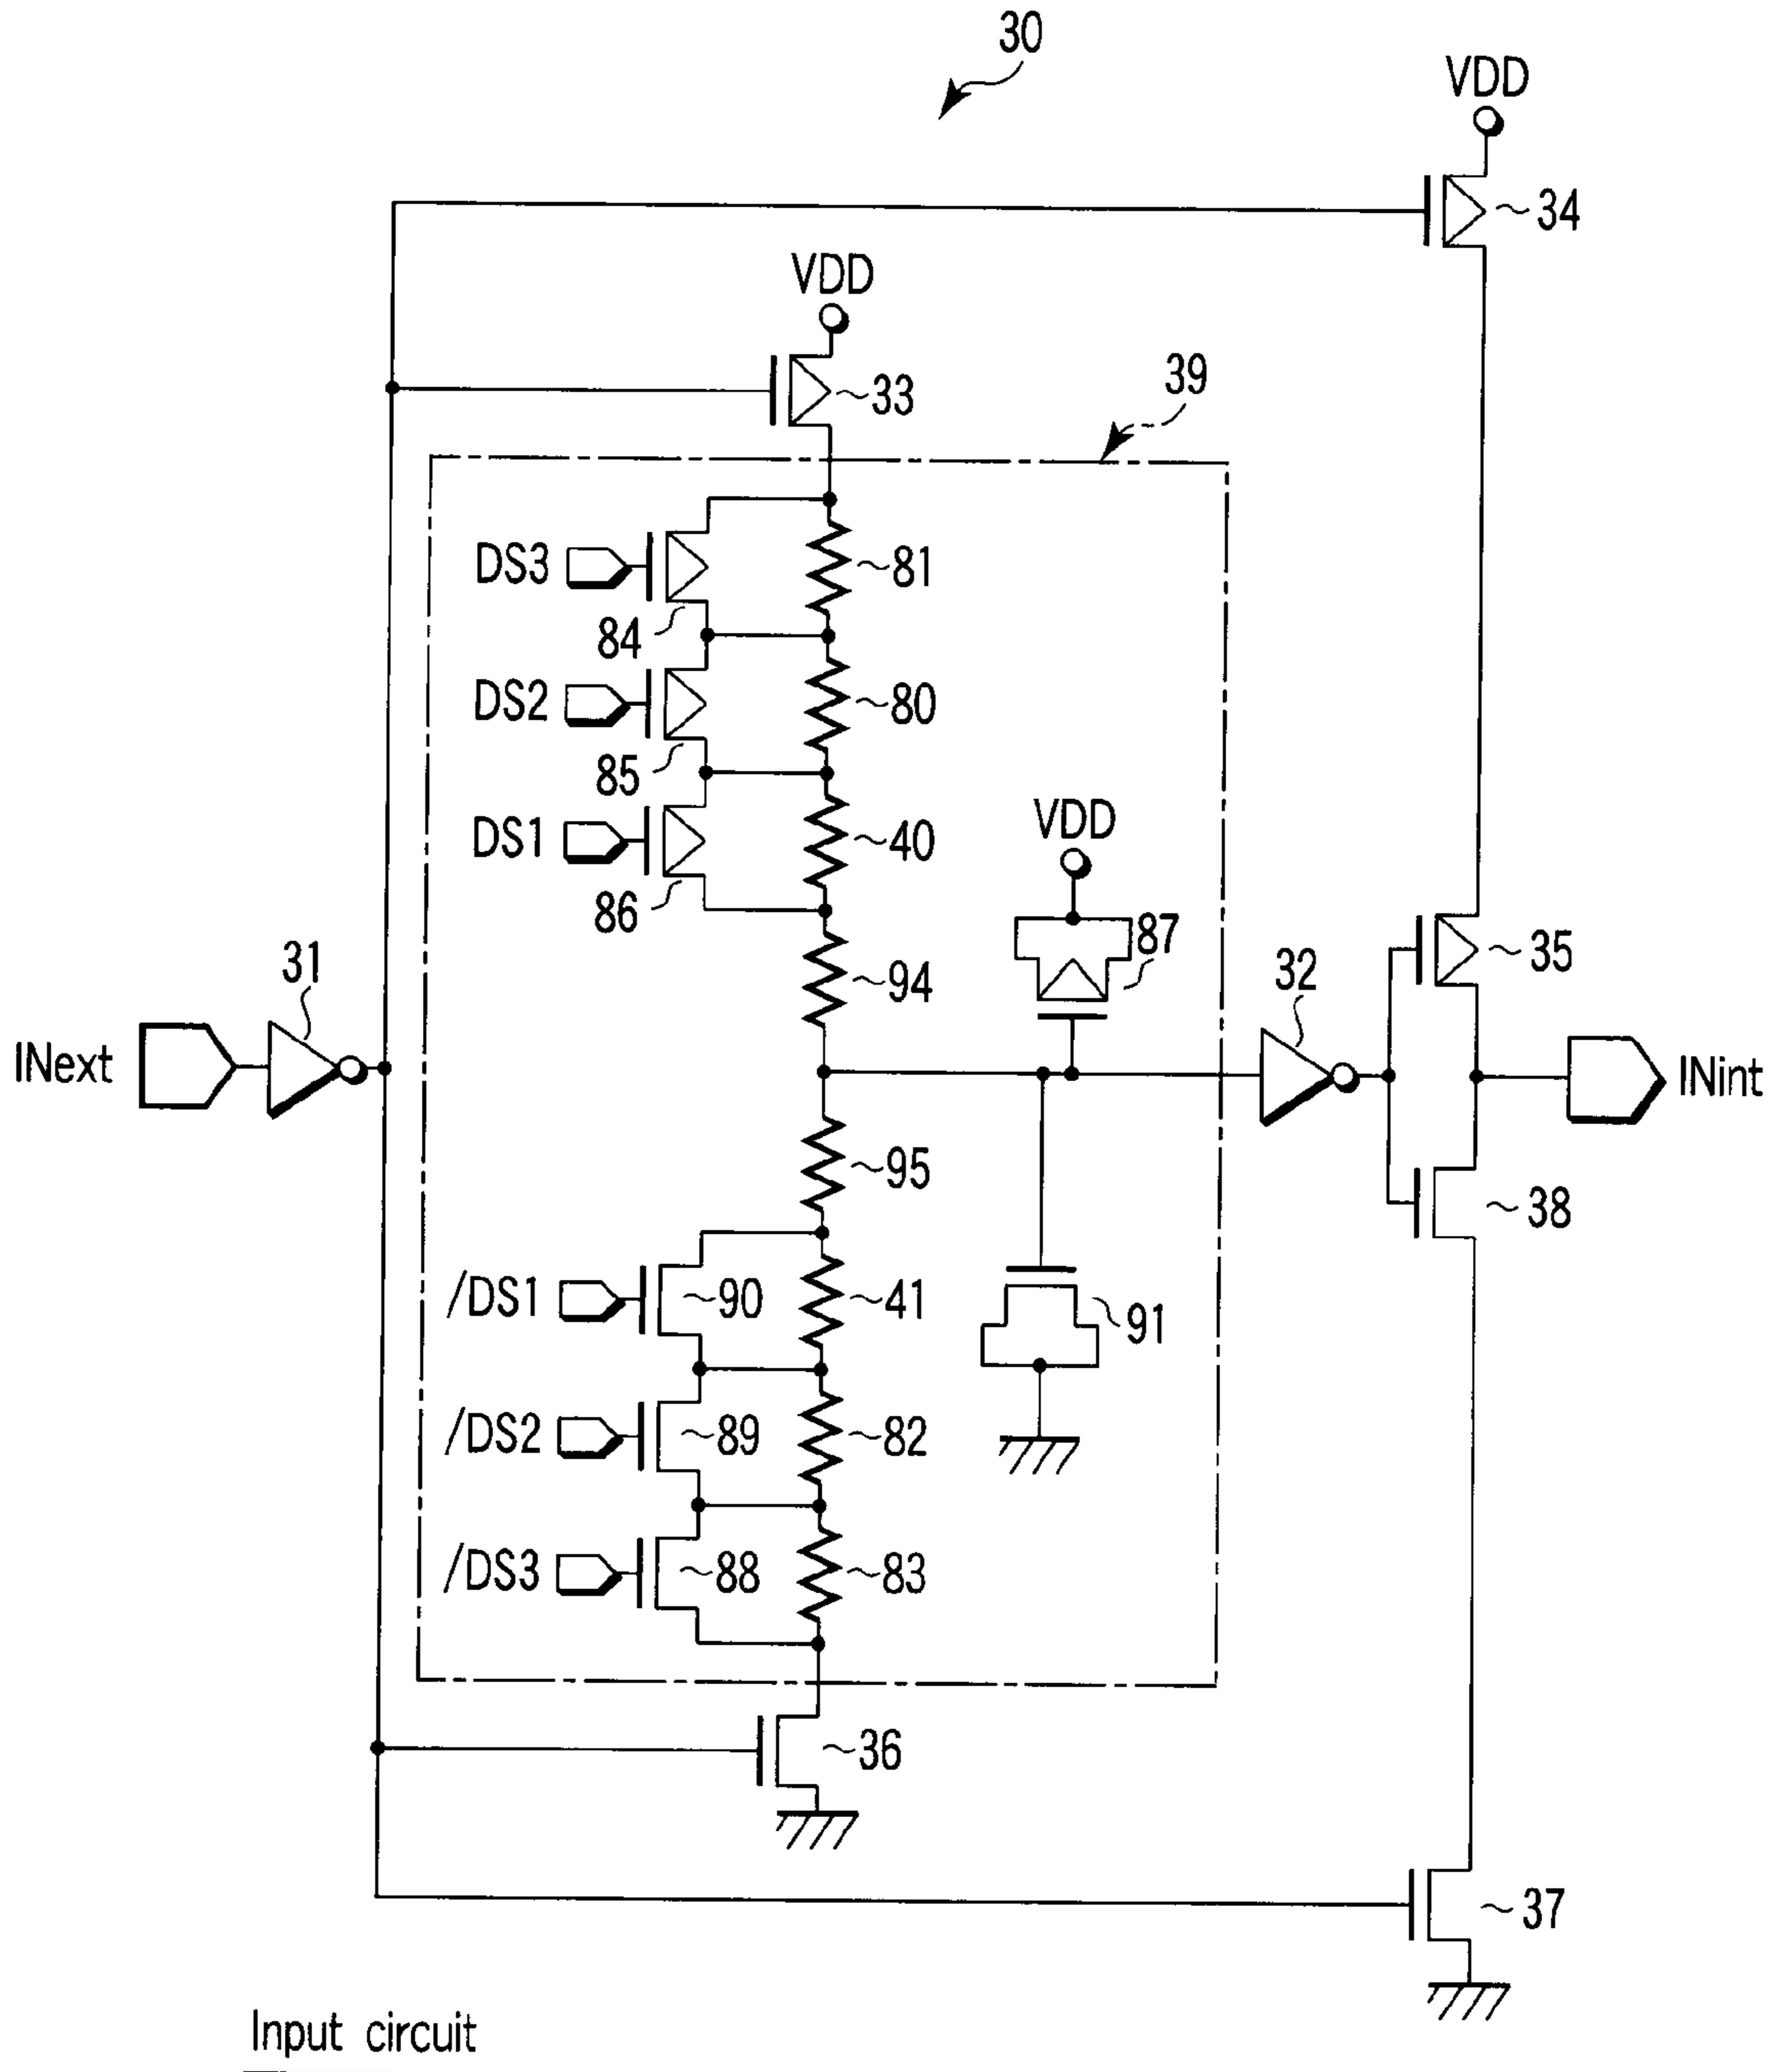 30
VDD
34
VDD
33
39
DS3
81
84
DS2
80
85
DS1
40
VDD
86
87
35
31
94
32
INext
INint
95
38
/DS1
90
41
91
/DS2
89
82
/DS3
88
83
36
37
Input circuit